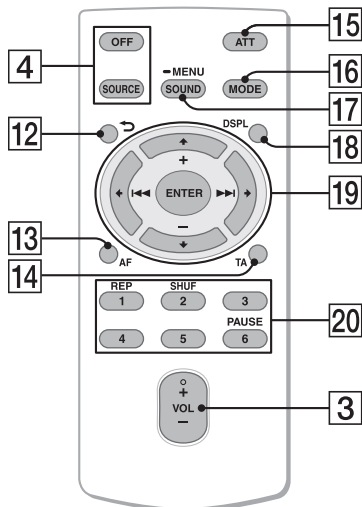 15
OFF
ATT
4
16
-MENU
SOURCE
SOUND
MODE
17
12
DSPL
18
+
ENTER
19
-
13
AF
TA
14
REP
SHUF
1
2
3
PAUSE
20
4
5
6
+
VOL
3
-